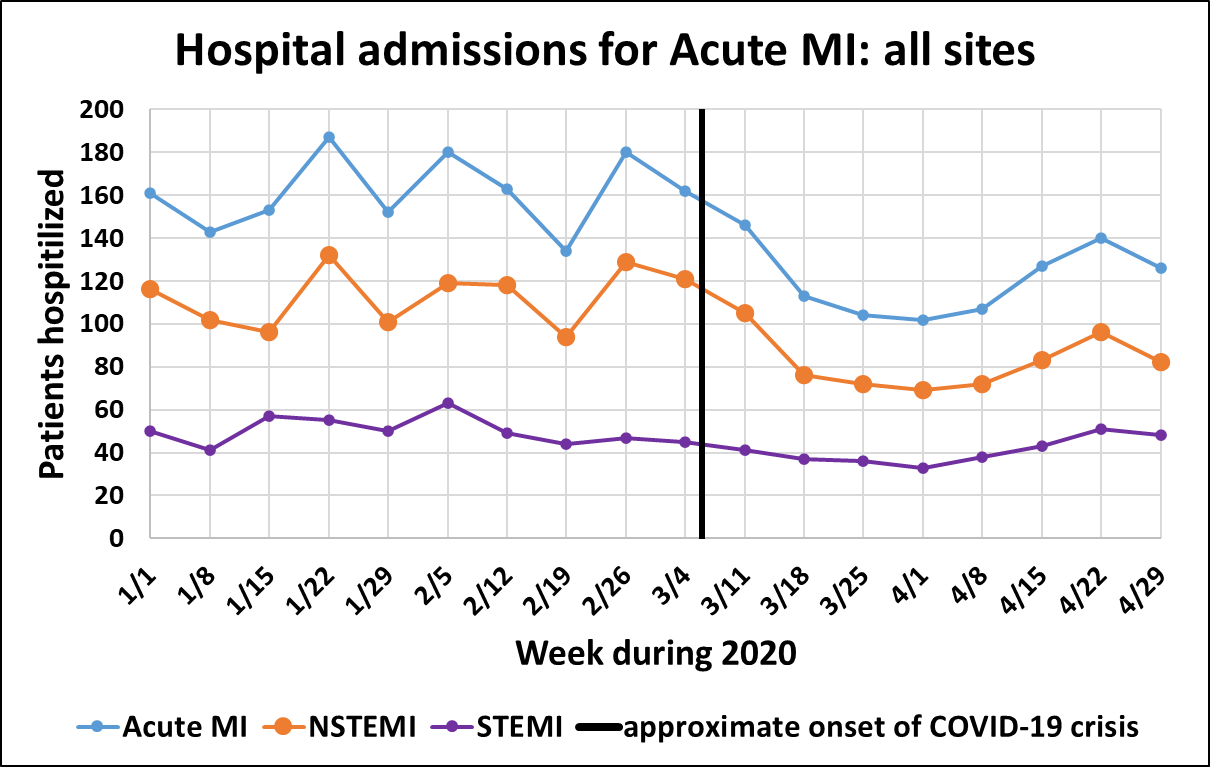 Hospital admissions for Acute MI: all sites
Patients hospitilized
200
180
160
140
120
100
80
60
40
20
0
1/1 1/8 1/15 1/22 1/29 2/5 2/12 2/19 2/26 3/4 3/11 3/18 3/25 4/1 4/8 4/15 4/22 4/29
Week during 2020
Acute MI NSTEMI STEMI approximate onset of COVID-19 crisis